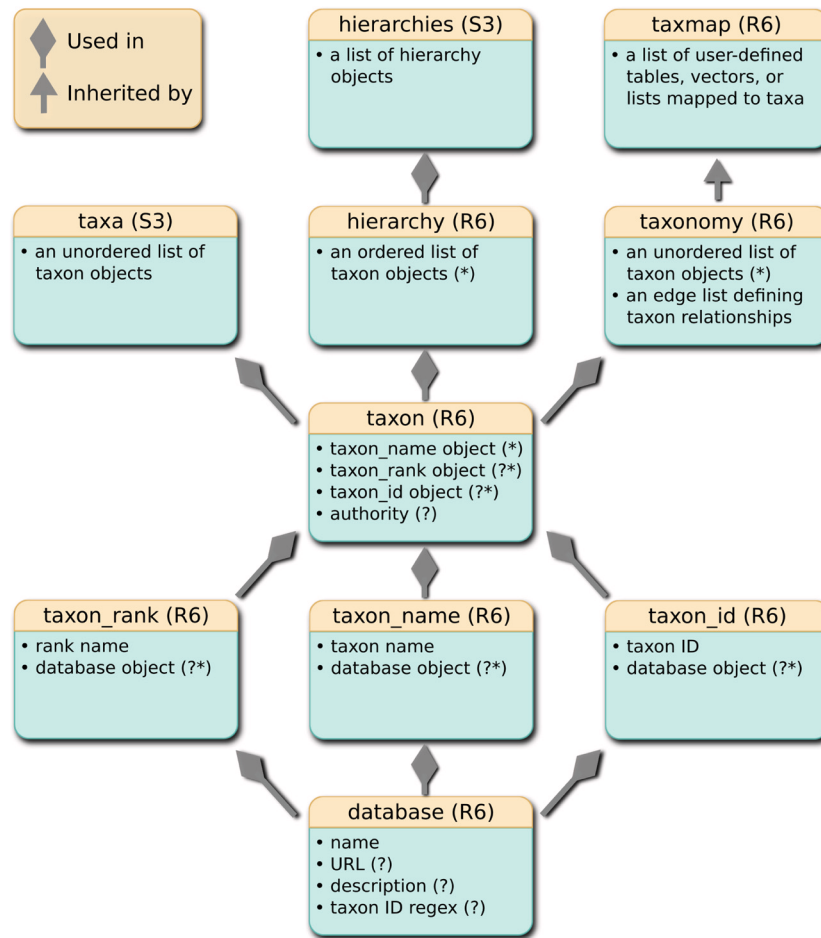 Used in
Inherited by
hierarchies (S3)
• a list of hierarchy
objects
taxmap (R6)
• a list of user-defined
tables, vectors, or
lists mapped to taxa
taxa (S3)
• an unordered list of
taxon objects
hierarchy (R6)
• an ordered list of
taxon objects (*)
taxonomy (R6)
• an unordered list of
taxon objects (*)
• an edge list defining
taxon relationships
taxon (R6)
• taxon_name object (*)
• taxon_rank object (?*)
• taxon_id object (?*)
• authority (?)
taxon_rank (R6)
• rank name
• database object (?*)
taxon_name (R6)
• taxon name
• database object (?*)
taxon_id (R6)
• taxon ID
• database object (?*)
database (R6)
• name
• URL (?)
• description (?)
• taxon ID regex (?)